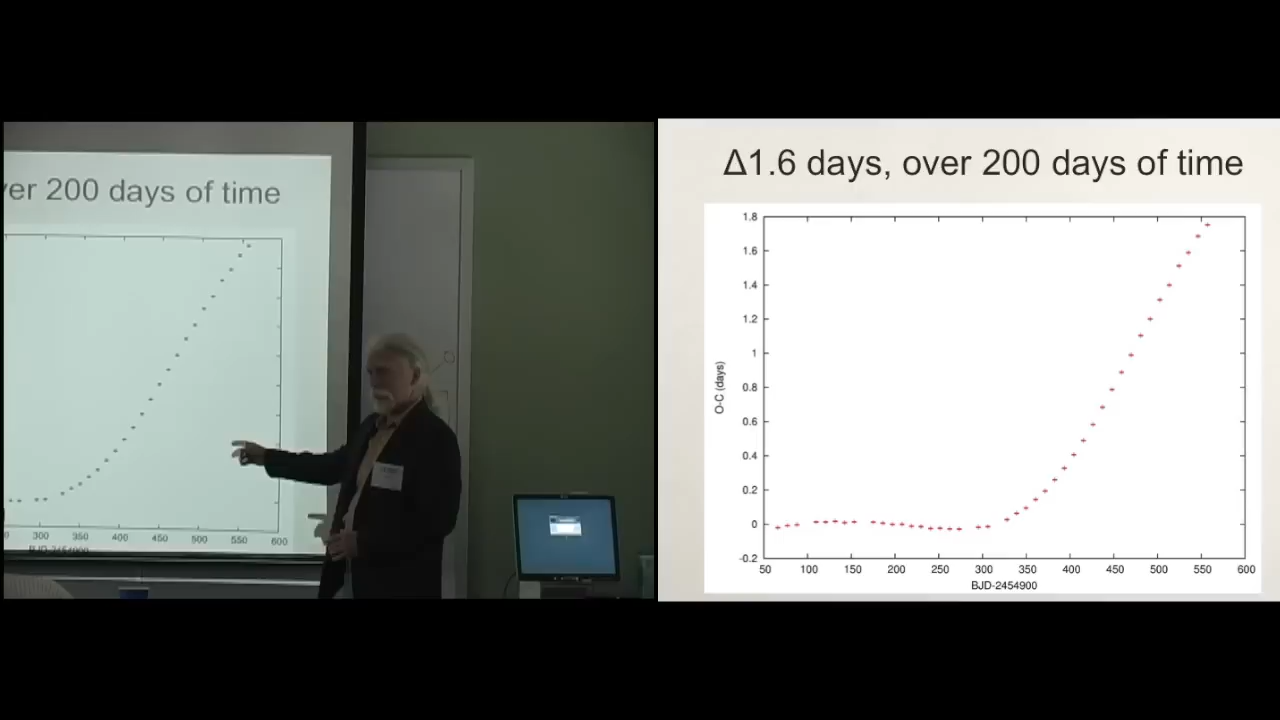 ver 200 days of time
300 350 400 450 500 550 600
BJD-2454900
Δ1.6 days, over 200 days of time
1.8
1.6
1.4
1.2
1
0.8
0.6
0.4
0.2
0
-0.2
O-C (days)
50 100 150 200 250 300 350 400 450 500 550 600
BJD-2454900